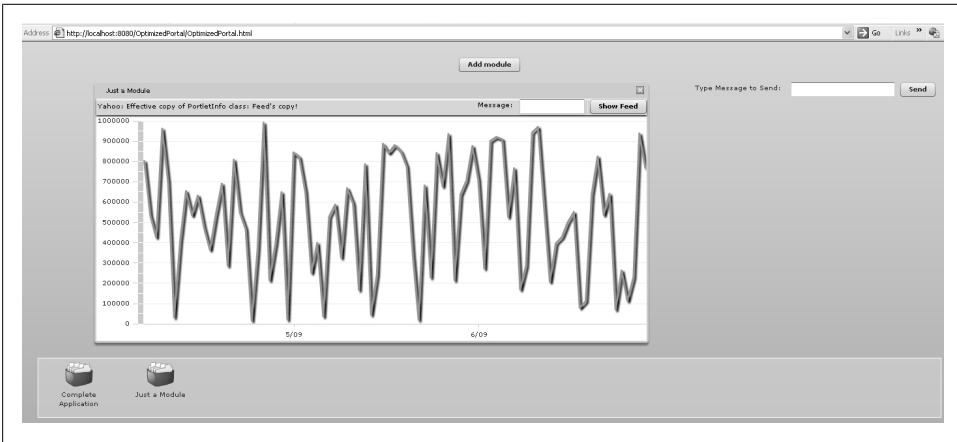 Address http://localhost:8080/OptimizedPortal/OptimizedPortal.html Go Links »
Add module
Just a Module
Type Message to Send: Send
Yahoo: Effective copy of PortletInfo class: Feed's copy! Message: Show Feed
1000000
900000
800000
700000
600000
500000
400000
300000
200000
100000
0
5/09 6/09
Complete Application
Just a Module